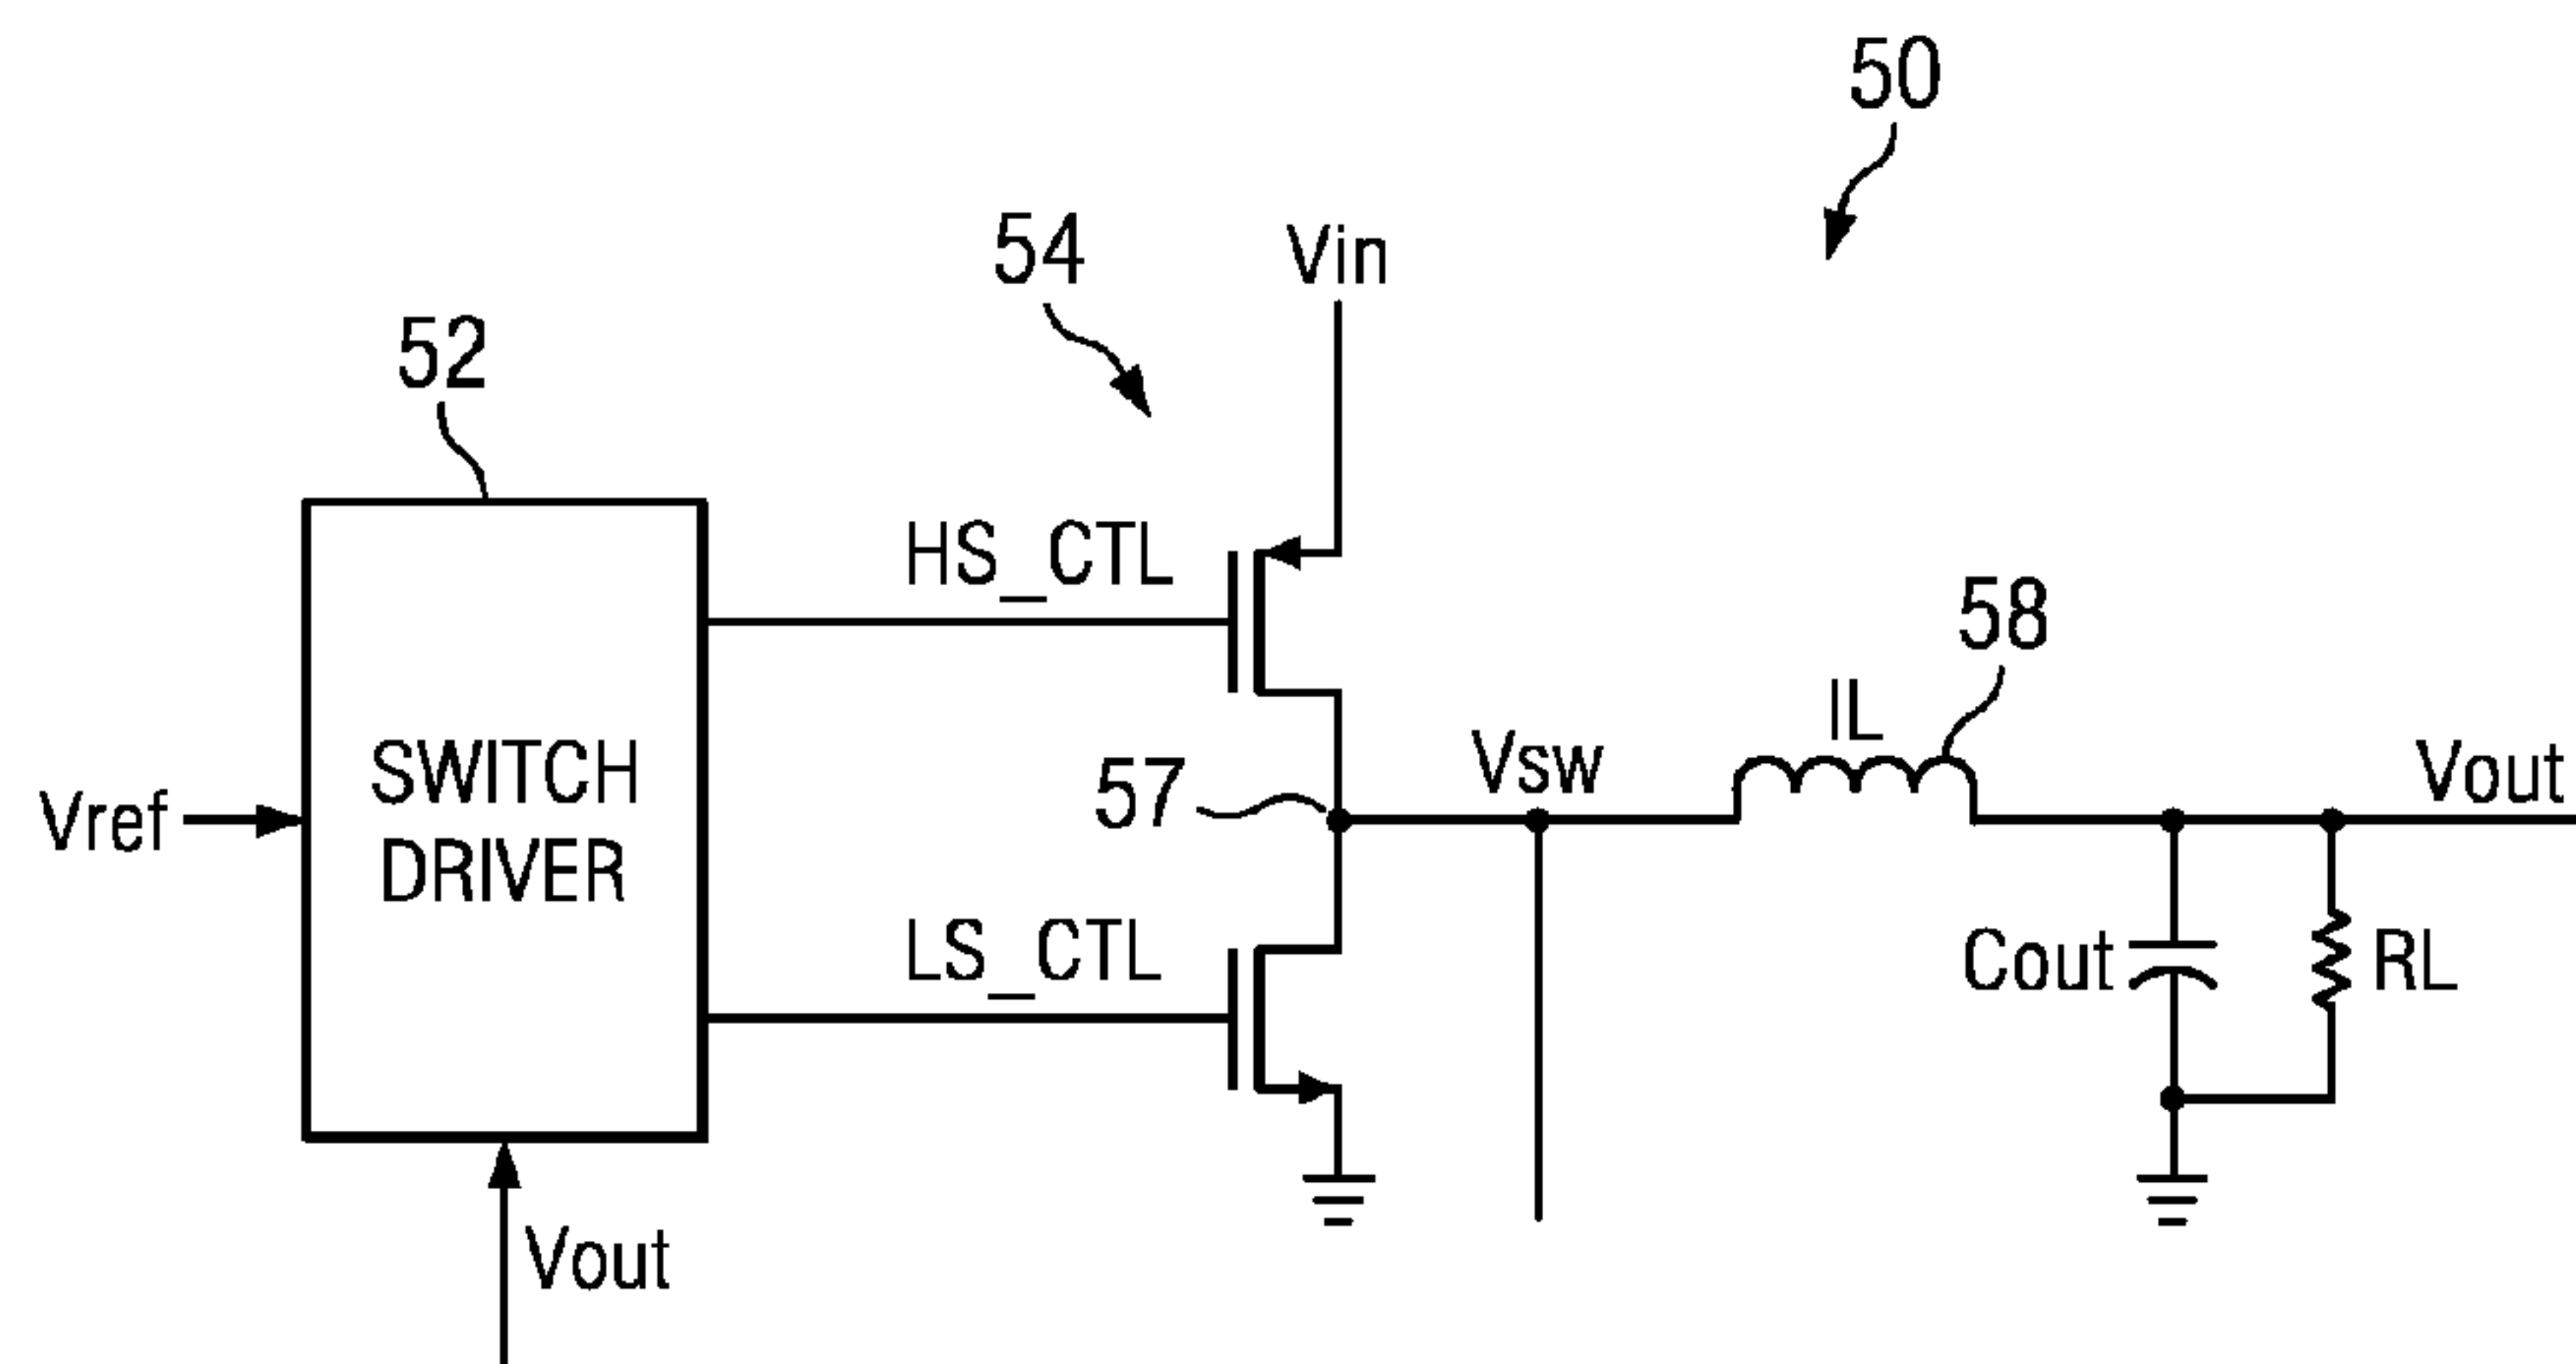 50
54
Vin
52
HS_CTL
58
IL
SWITCH
DRIVER
Vref
57
Vsw
Vout
LS_CTL
Cout
RL
Vout